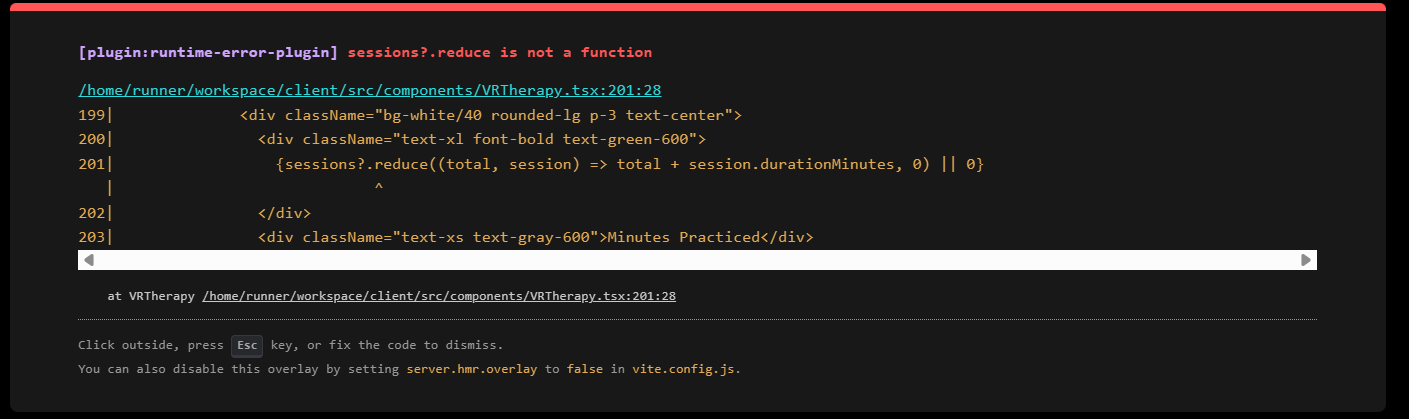 [plugin:runtime-error-plugin] sessions?.reduce is not a function
/home/runner/workspace/client/src/components/VRTherapy.tsx:201:28
199|              <div className="bg-white/40 rounded-lg p-3 text-center">
200|                <div className="text-xl font-bold text-green-600">
201|                  {sessions?.reduce((total, session) => total + session.durationMinutes, 0) || 0}
   |                             ^
202|                </div>
203|                <div className="text-xs text-gray-600">Minutes Practiced</div>
at VRTherapy /home/runner/workspace/client/src/components/VRTherapy.tsx:201:28
Click outside, press Esc key, or fix the code to dismiss.
You can also disable this overlay by setting server.hmr.overlay to false in vite.config.js.